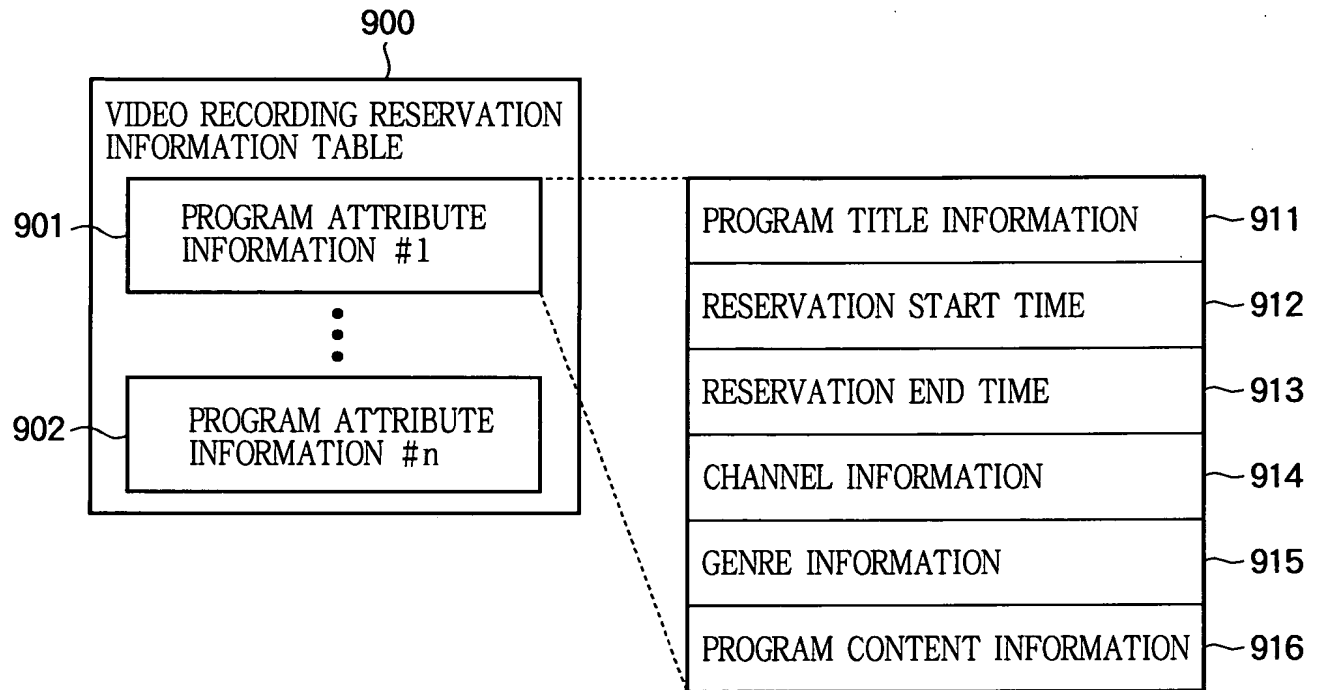 900
VIDEO RECORDING RESERVATION
INFORMATION TABLE
901
PROGRAM ATTRIBUTE
INFORMATION #1
902
PROGRAM ATTRIBUTE
INFORMATION #n
PROGRAM TITLE INFORMATION
911
RESERVATION START TIME
912
RESERVATION END TIME
913
CHANNEL INFORMATION
914
GENRE INFORMATION
915
PROGRAM CONTENT INFORMATION
916